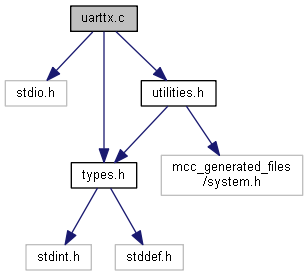 uarttx.c
stdio.h
utilities.h
types.h
mcc_generated_files
/system.h
stdint.h
stddef.h